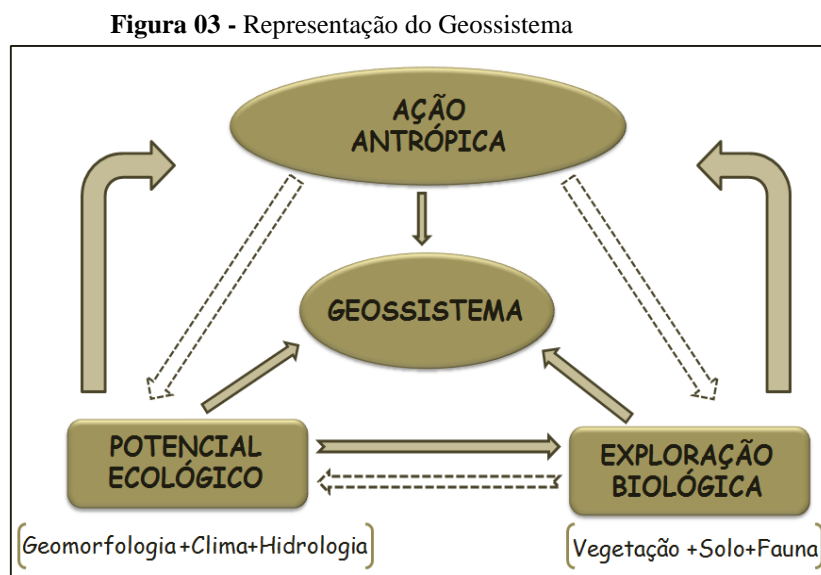 Figura 03 - Representação do Geossistema
AÇÃO
ANTRÓPICA
GEOSSISTEMA
POTENCIAL
ECOLÓGICO
EXPLORAÇÃO
BIOLÓGICA
[Geomorfologia+Clima+Hidrologia]
[Vegetação +Solo+Fauna]